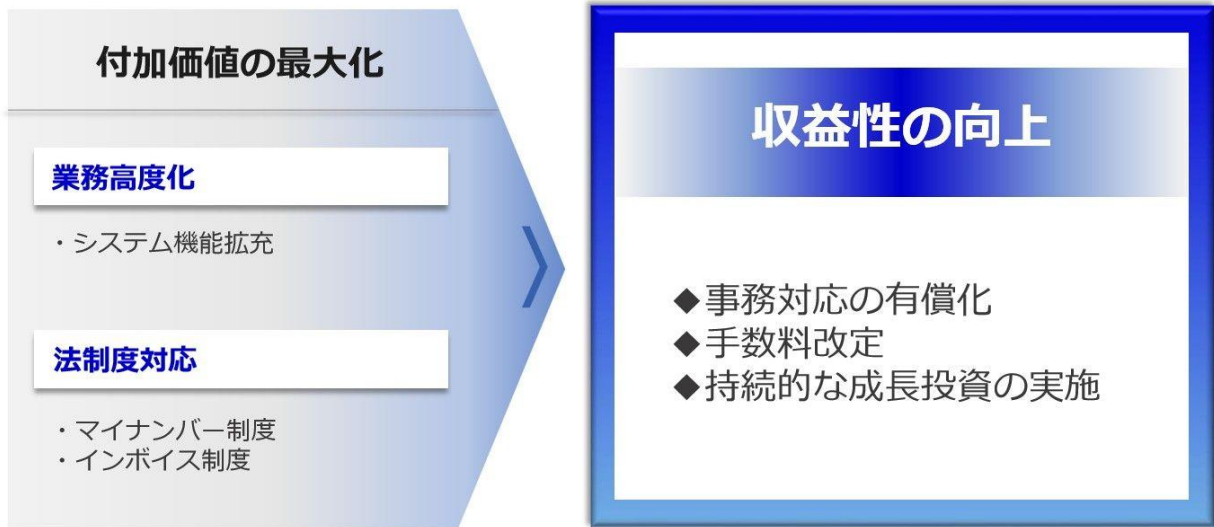 付加価値の最大化
業務高度化
・システム機能拡充
法制度対応
・マイナンバー制度
・インボイス制度
収益性の向上
◆事務対応の有償化
◆手数料改定
◆持続的な成長投資の実施